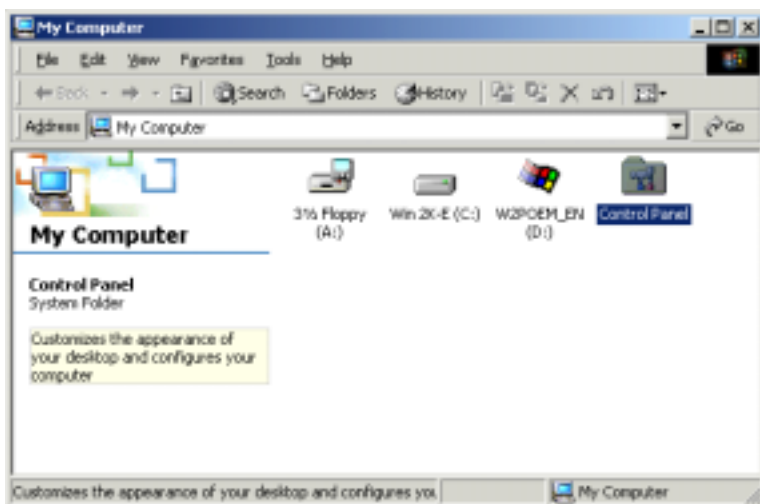 My Computer
File Edit View Favorites Tools Help
Back Search Folders History
Address My Computer Go
3½ Floppy (A:)
Win 2K-E (C:)
W2POEM_EN (D:)
Control Panel
My Computer
Control Panel
System Folder
Customizes the appearance of
your desktop and configures your
computer
Customizes the appearance of your desktop and configures you
My Computer